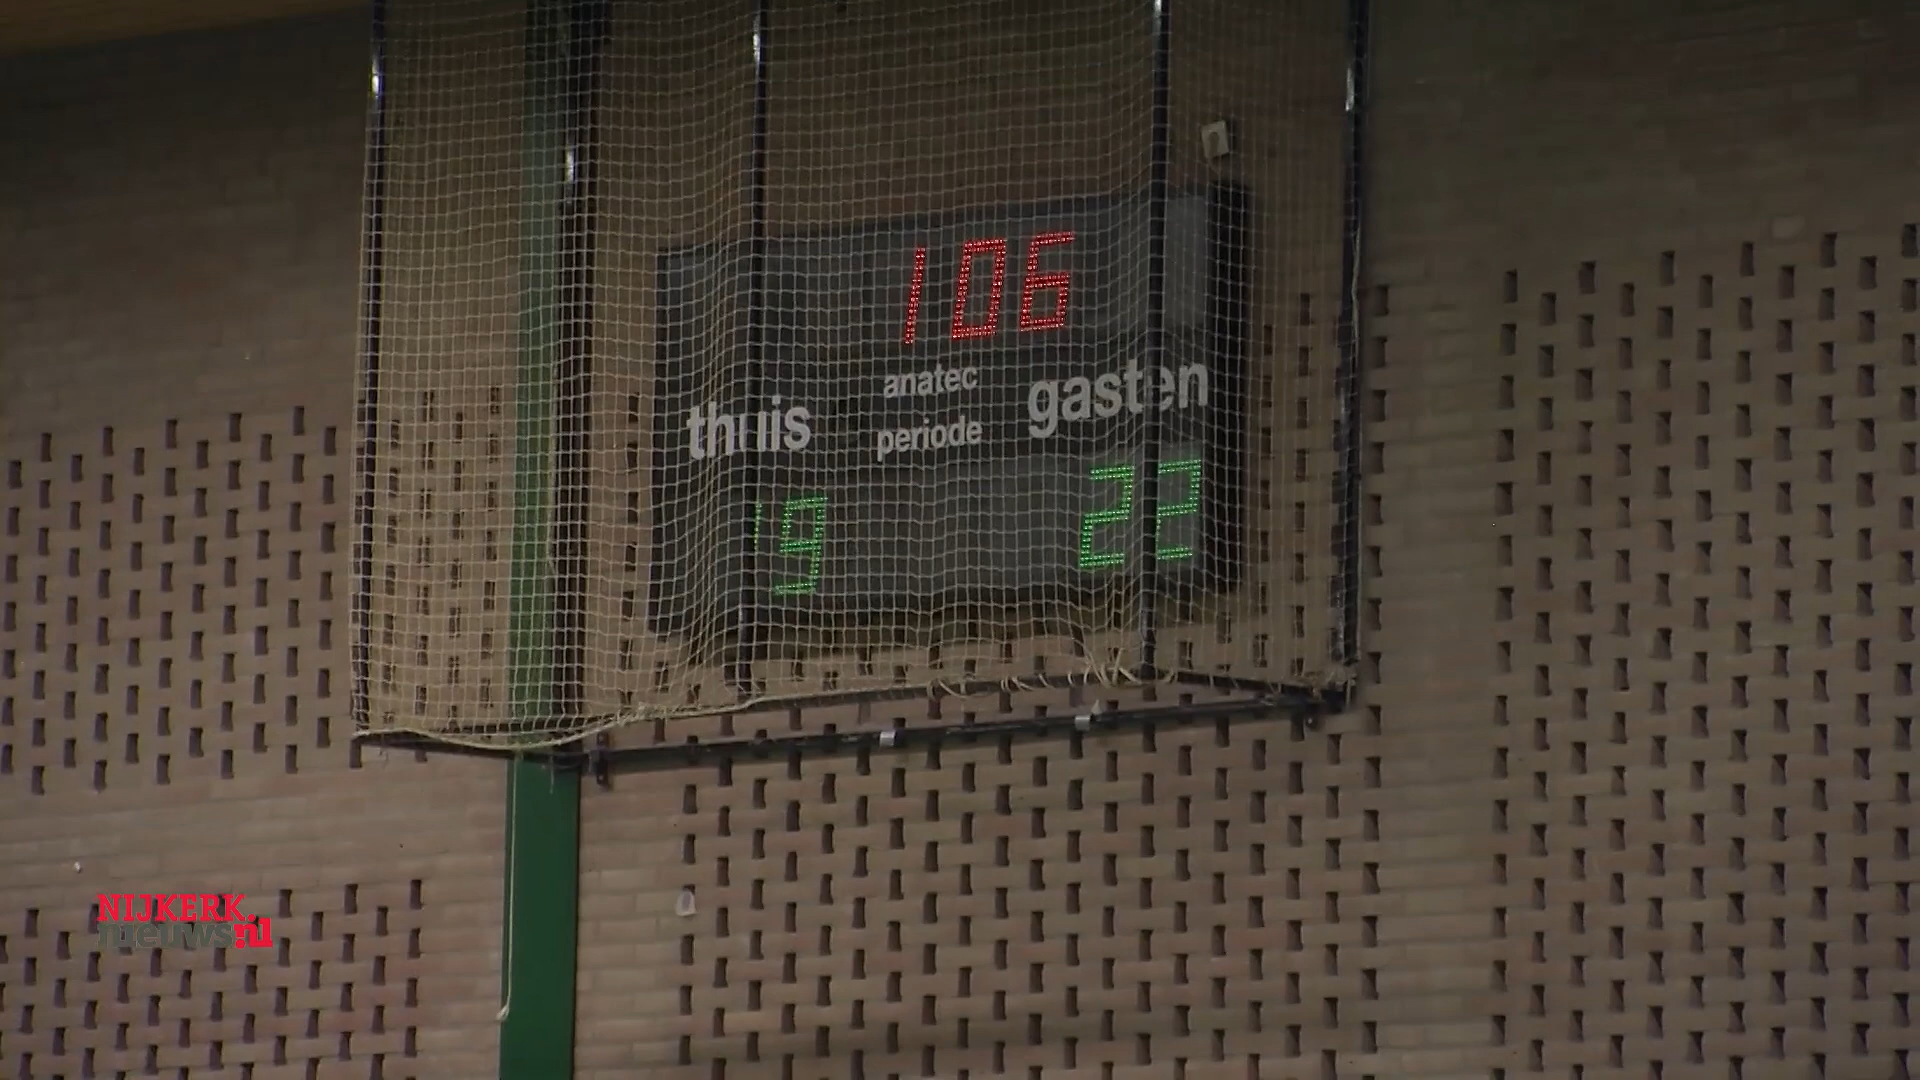 106
anatec
thuis
gasten
periode
19
22
NIJKERK.
nieuws.nl